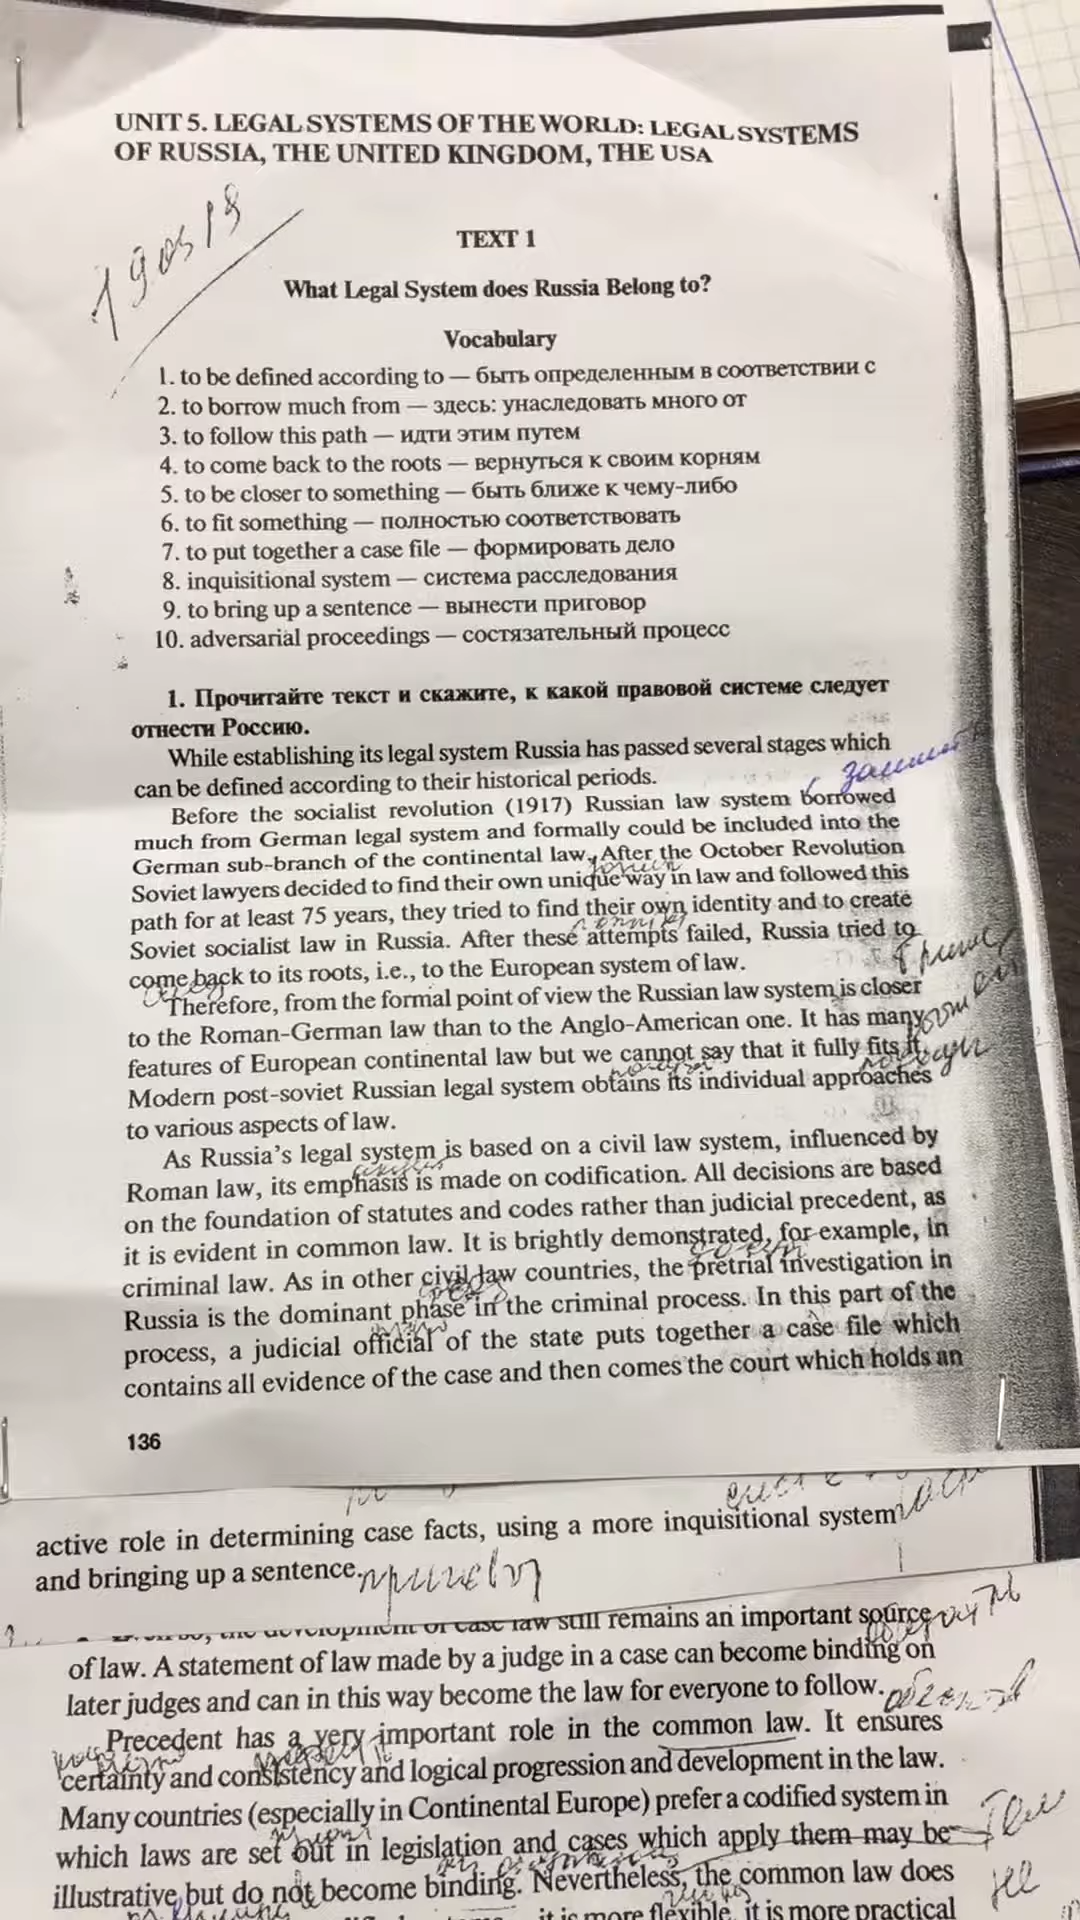 UNIT 5. LEGAL SYSTEMS OF THE WORLD: LEGAL SYSTEMS
OF RUSSIA, THE UNITED KINGDOM, THE USA
TEXT 1
What Legal System does Russia Belong to?
Vocabulary
1. to be defined according to — быть определенным в соответствии с
2. to borrow much from — здесь: унаследовать много от
3. to follow this path — идти этим путем
4. to come back to the roots — вернуться к своим корням
5. to be closer to something — быть ближе к чему-либо
6. to fit something — полностью соответствовать
7. to put together a case file — формировать дело
8. inquisitional system — система расследования
9. to bring up a sentence — вынести приговор
10. adversarial proceedings — состязательный процесс
1. Прочитайте текст и скажите, к какой правовой системе следует
отнести Россию.
While establishing its legal system Russia has passed several stages which
can be defined according to their historical periods.
Before the socialist revolution (1917) Russian law system borrowed
much from German legal system and formally could be included into the
German sub-branch of the continental law. After the October Revolution
Soviet lawyers decided to find their own unique way in law and followed this
path for at least 75 years, they tried to find their own identity and to create
Soviet socialist law in Russia. After these attempts failed, Russia tried to
come back to its roots, i.e., to the European system of law.
Therefore, from the formal point of view the Russian law system is closer
to the Roman-German law than to the Anglo-American one. It has many
features of European continental law but we cannot say that it fully fits it.
Modern post-soviet Russian legal system obtains its individual approaches
to various aspects of law.
As Russia's legal system is based on a civil law system, influenced by
Roman law, its emphasis is made on codification. All decisions are based
on the foundation of statutes and codes rather than judicial precedent, as
it is evident in common law. It is brightly demonstrated, for example, in
criminal law. As in other civil law countries, the pretrial investigation in
Russia is the dominant phase in the criminal process. In this part of the
process, a judicial official of the state puts together a case file which
contains all evidence of the case and then comes the court which holds an
136
active role in determining case facts, using a more inquisitional system
and bringing up a sentence.
the development of case law still remains an important source
of law. A statement of law made by a judge in a case can become binding on
later judges and can in this way become the law for everyone to follow.
Precedent has a very important role in the common law. It ensures
certainty and consistency and logical progression and development in the law.
Many countries (especially in Continental Europe) prefer a codified system in
which laws are set out in legislation and cases which apply them may be
illustrative but do not become binding. Nevertheless, the common law does
it is more flexible, it is more practical